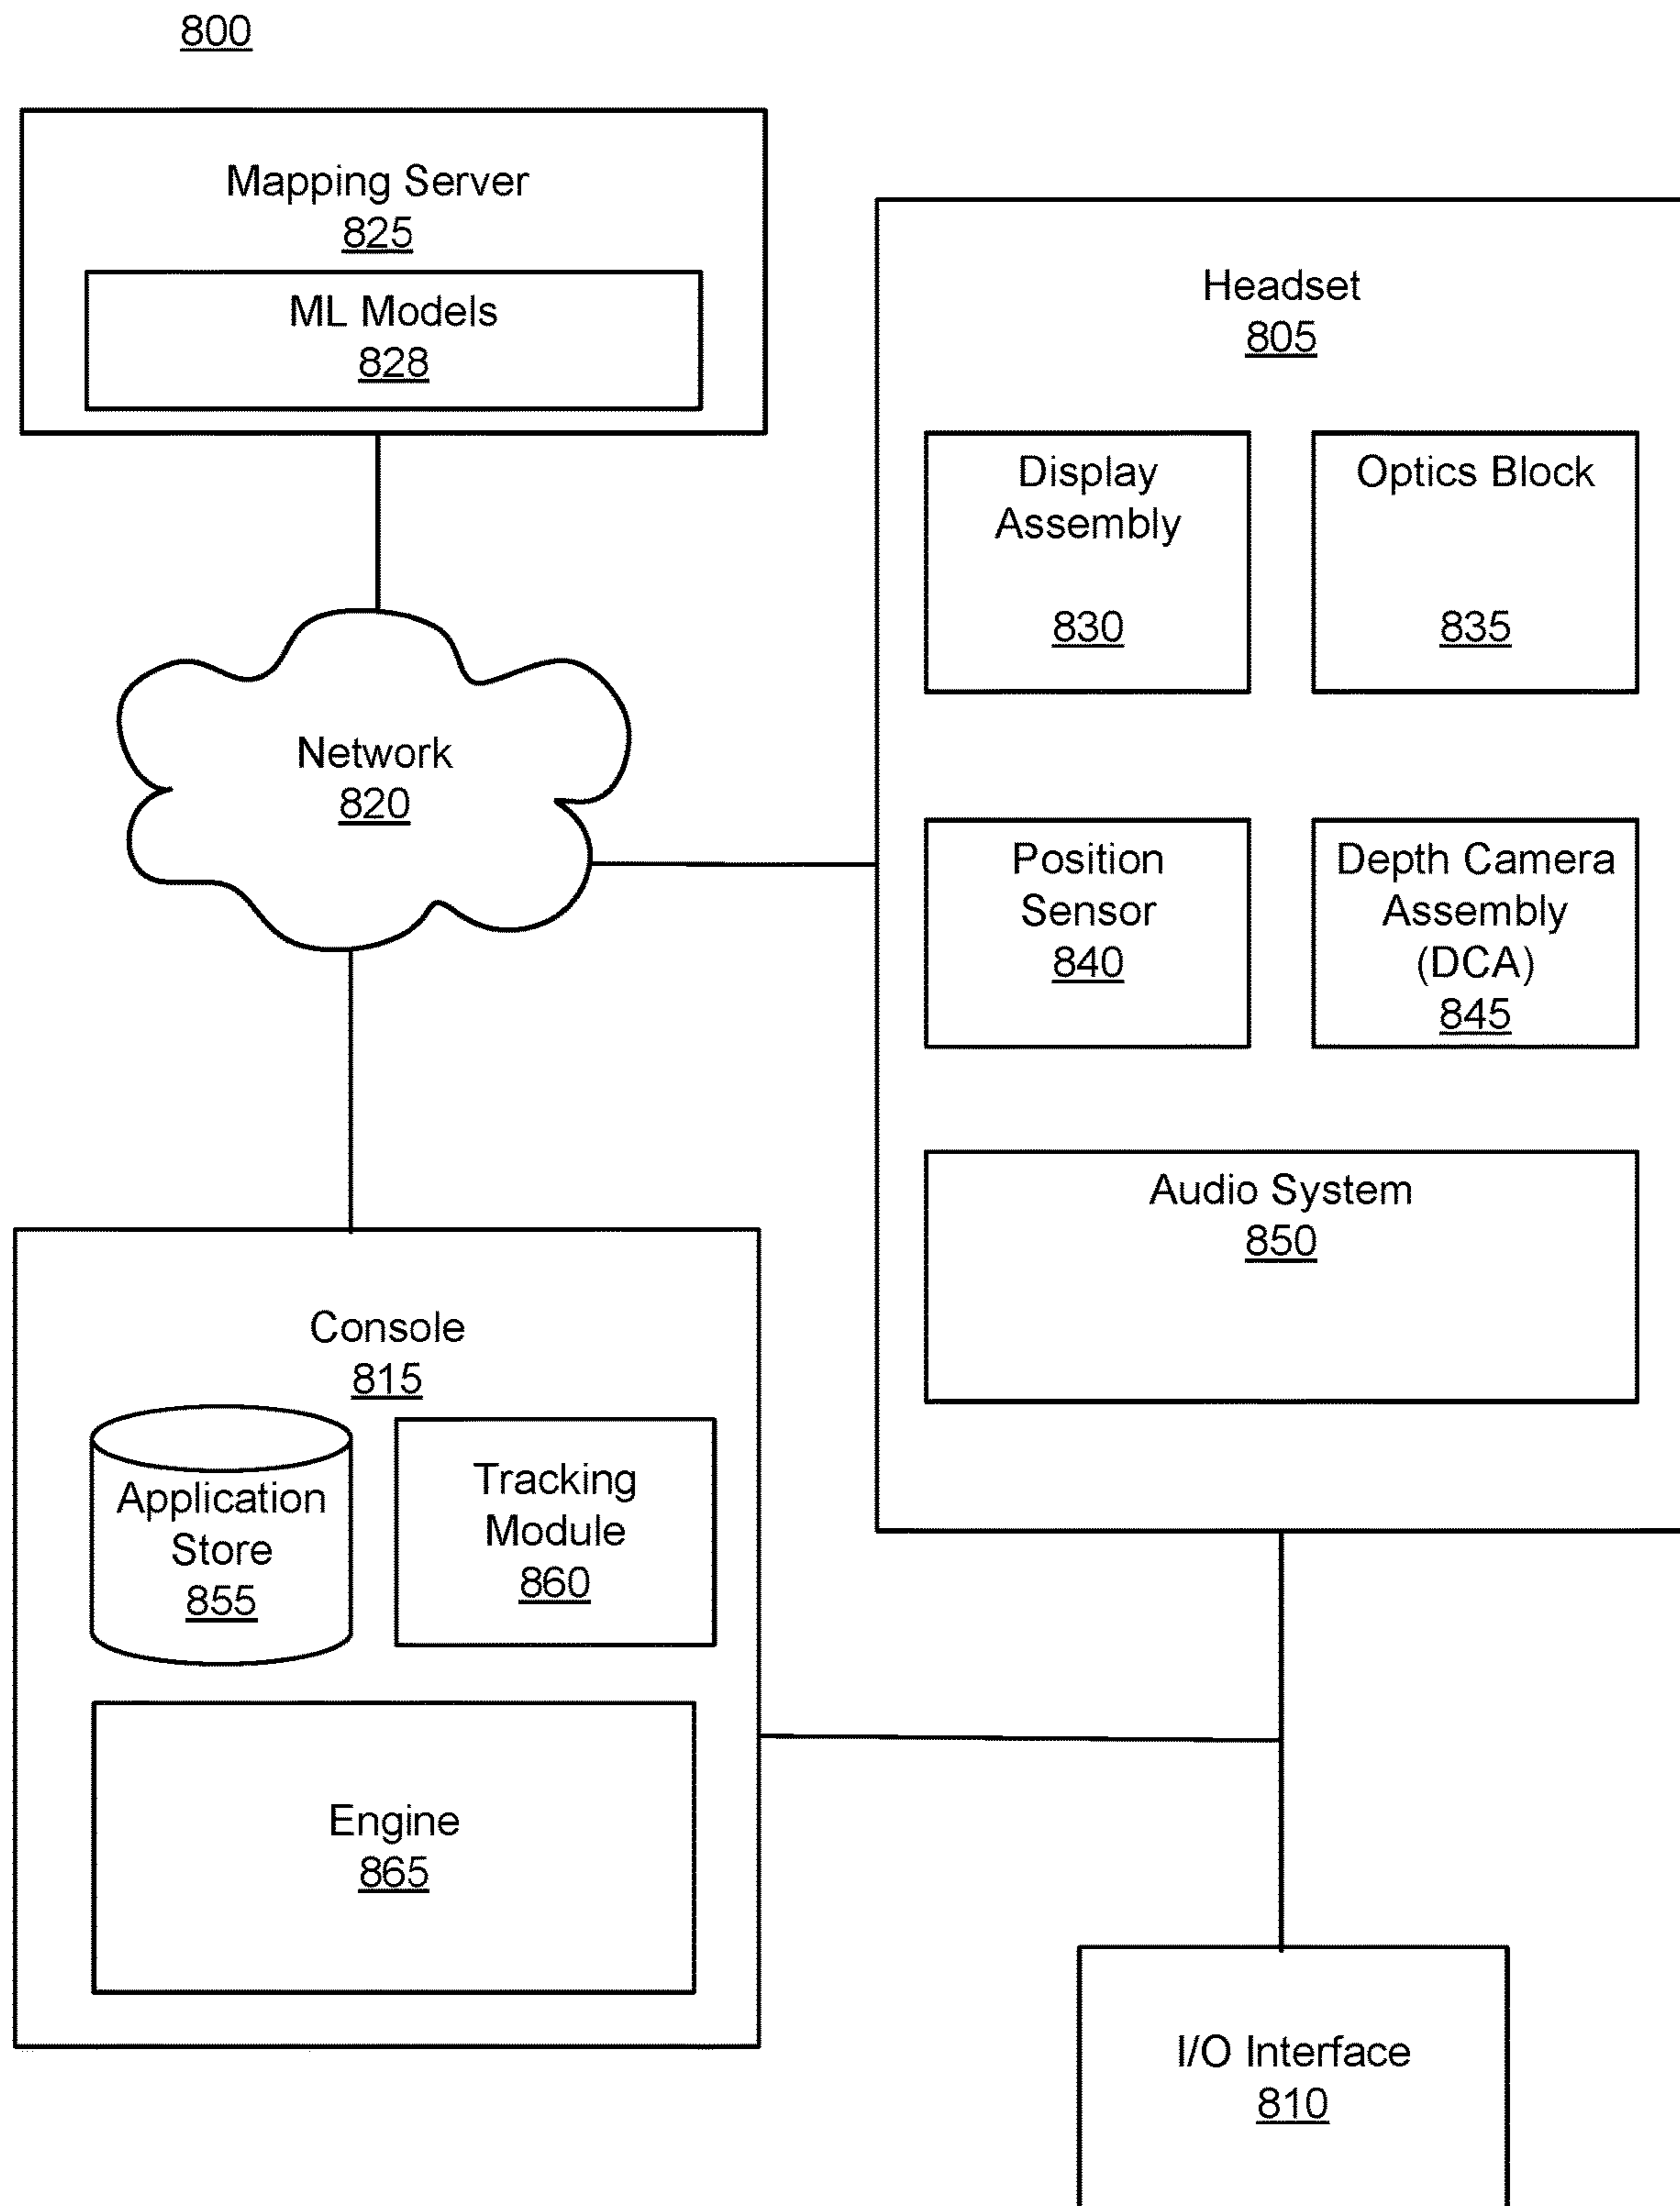 800
Mapping Server
825
ML Models
828
Headset
805
Display
Assembly
830
Optics Block
835
Network
820
Position
Sensor
840
Depth Camera
Assembly
(DCA)
845
Audio System
850
Console
815
Application
Store
855
Tracking
Module
860
Engine
865
I/O Interface
810